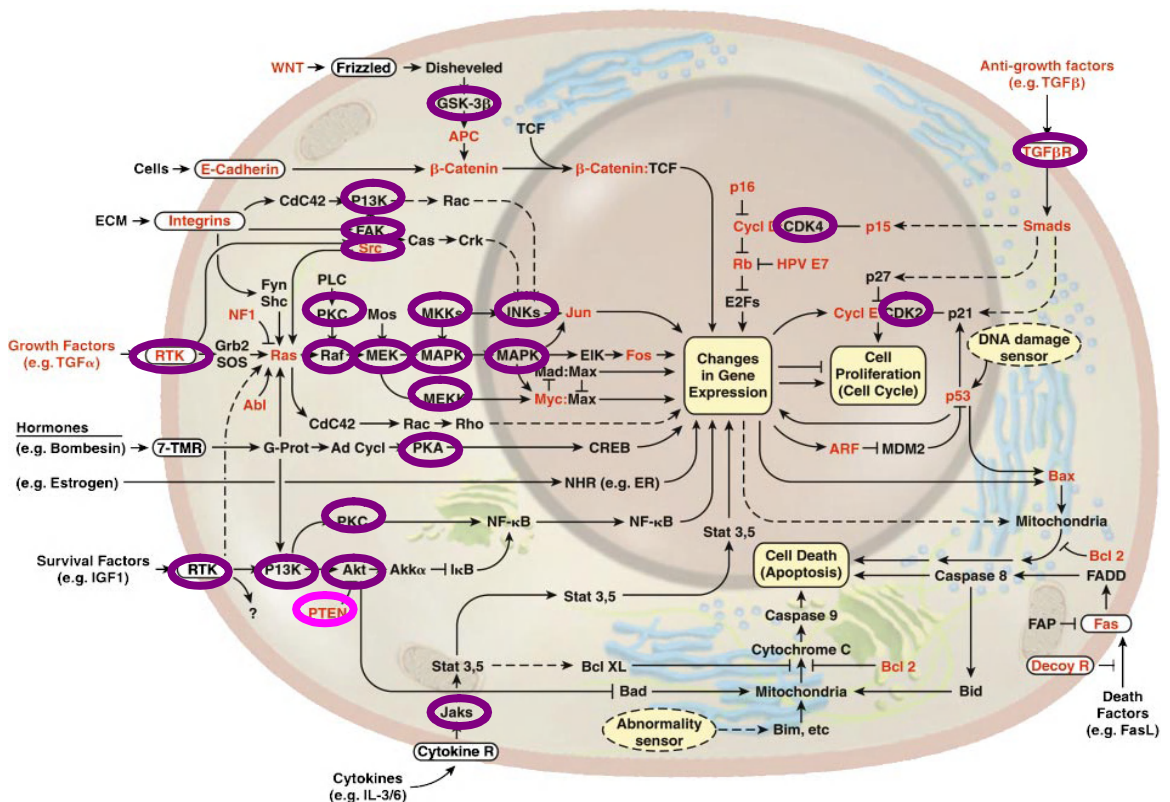 WNT
Frizzled
Disheveled
GSK-3β
APC
TCF
Cells
E-Cadherin
β-Catenin
β-Catenin:TCF
Anti-growth factors
(e.g. TGFβ)
TGFβR
CdC42
P13K
Rac
ECM
Integrins
FAK
Src
Cas
Crk
p16
Cycl D
CDK4
p15
Smads
Rb
HPV E7
E2Fs
p27
Cycl E
CDK2
p21
PLC
Fyn
Shc
NF1
PKC
Mos
MKKs
INKs
Jun
Growth Factors
(e.g. TGFα)
RTK
Grb2
SOS
Ras
Raf
MEK
MAPK
MAPK
ElK
Fos
Mad:Max
MEKK
Myc:Max
Abl
CdC42
Rac
Rho
Changes
in Gene
Expression
Cell
Proliferation
(Cell Cycle)
DNA damage
sensor
p53
Hormones
(e.g. Bombesin)
7-TMR
G-Prot
Ad Cycl
PKA
CREB
ARF
MDM2
(e.g. Estrogen)
NHR (e.g. ER)
Bax
PKC
NF-κB
NF-κB
Stat 3,5
Mitochondria
Survival Factors
(e.g. IGF1)
RTK
P13K
Akt
Akkα
IκB
PTEN
?
Cell Death
(Apoptosis)
Bcl 2
Caspase 8
FADD
Stat 3,5
Caspase 9
FAP
Fas
Cytochrome C
Stat 3,5
Bcl XL
Bcl 2
Decoy R
Bad
Mitochondria
Bid
Death
Factors
(e.g. FasL)
Jaks
Abnormality
sensor
Bim, etc
Cytokine R
Cytokines
(e.g. IL-3/6)